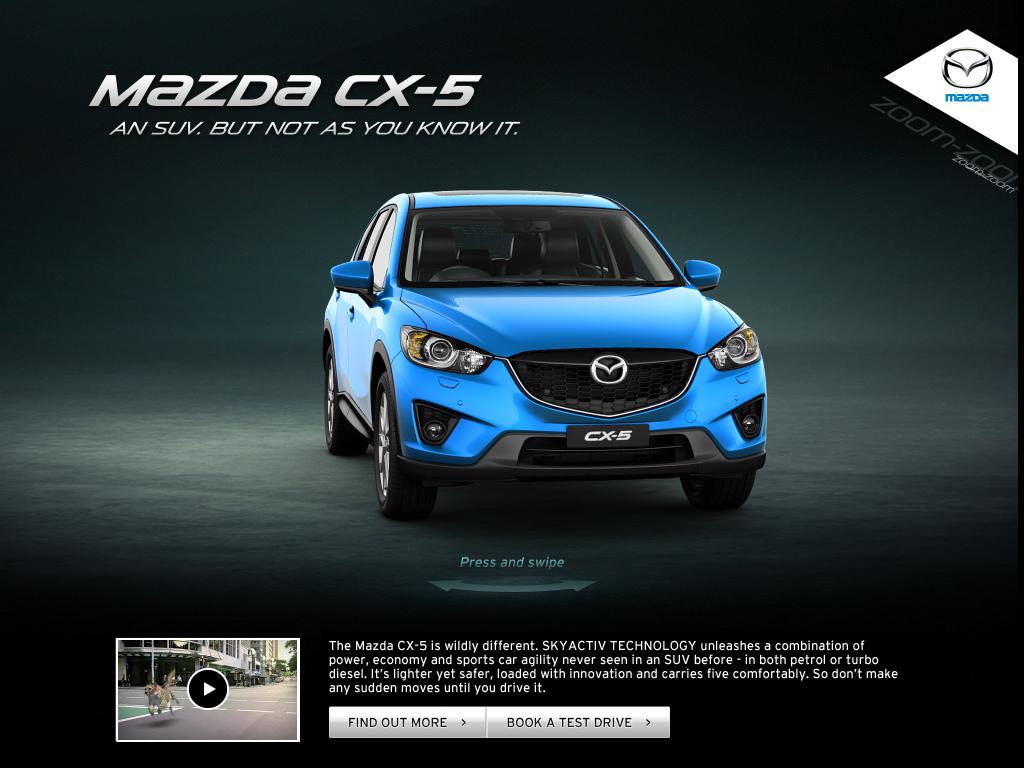 MAZDA CX-5
AN SUV. BUT NOT AS YOU KNOW IT.
mazda
zoom-zoom
CX-5
Press and swipe
The Mazda CX-5 is wildly different. SKYACTIV TECHNOLOGY unleashes a combination of
power, economy and sports car agility never seen in an SUV before - in both petrol or turbo
diesel. It's lighter yet safer, loaded with innovation and carries five comfortably. So don't make
any sudden moves until you drive it.
FIND OUT MORE >
BOOK A TEST DRIVE >